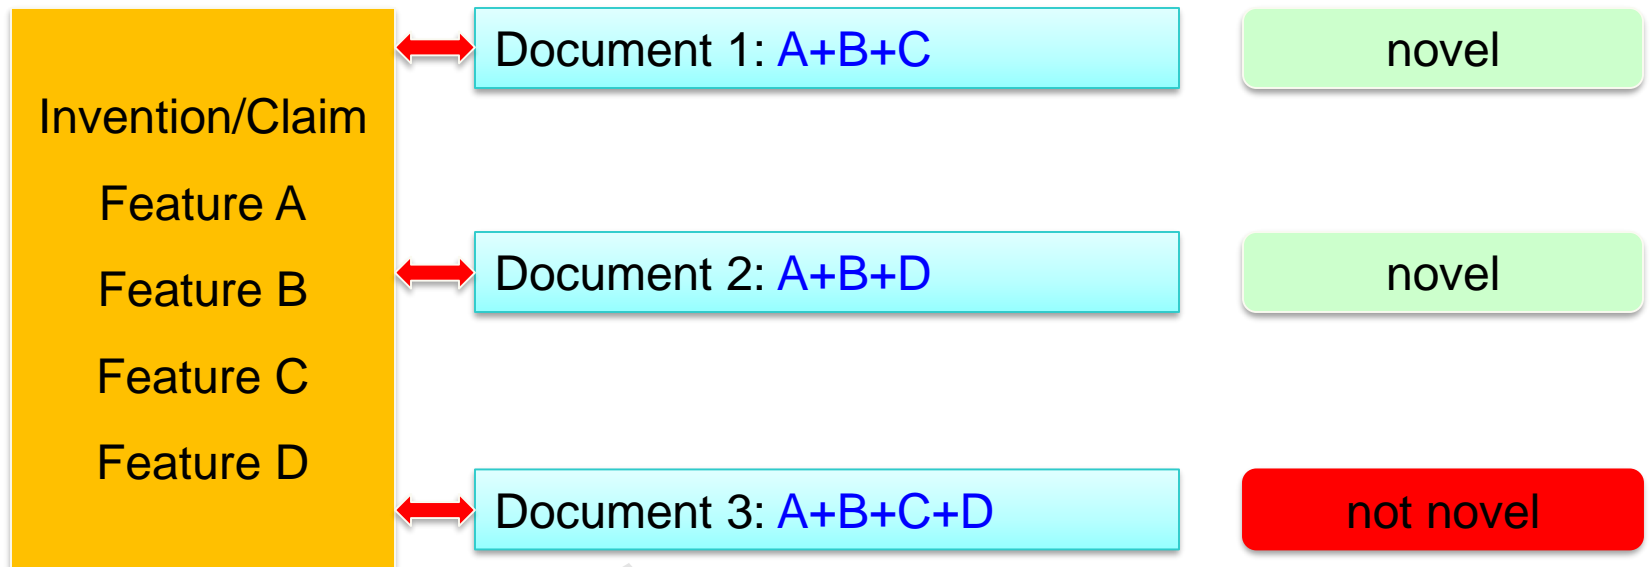 Invention/Claim
Feature A
Feature B
Feature C
Feature D
Document 1: A+B+C
novel
Document 2: A+B+D
novel
Document 3: A+B+C+D
not novel